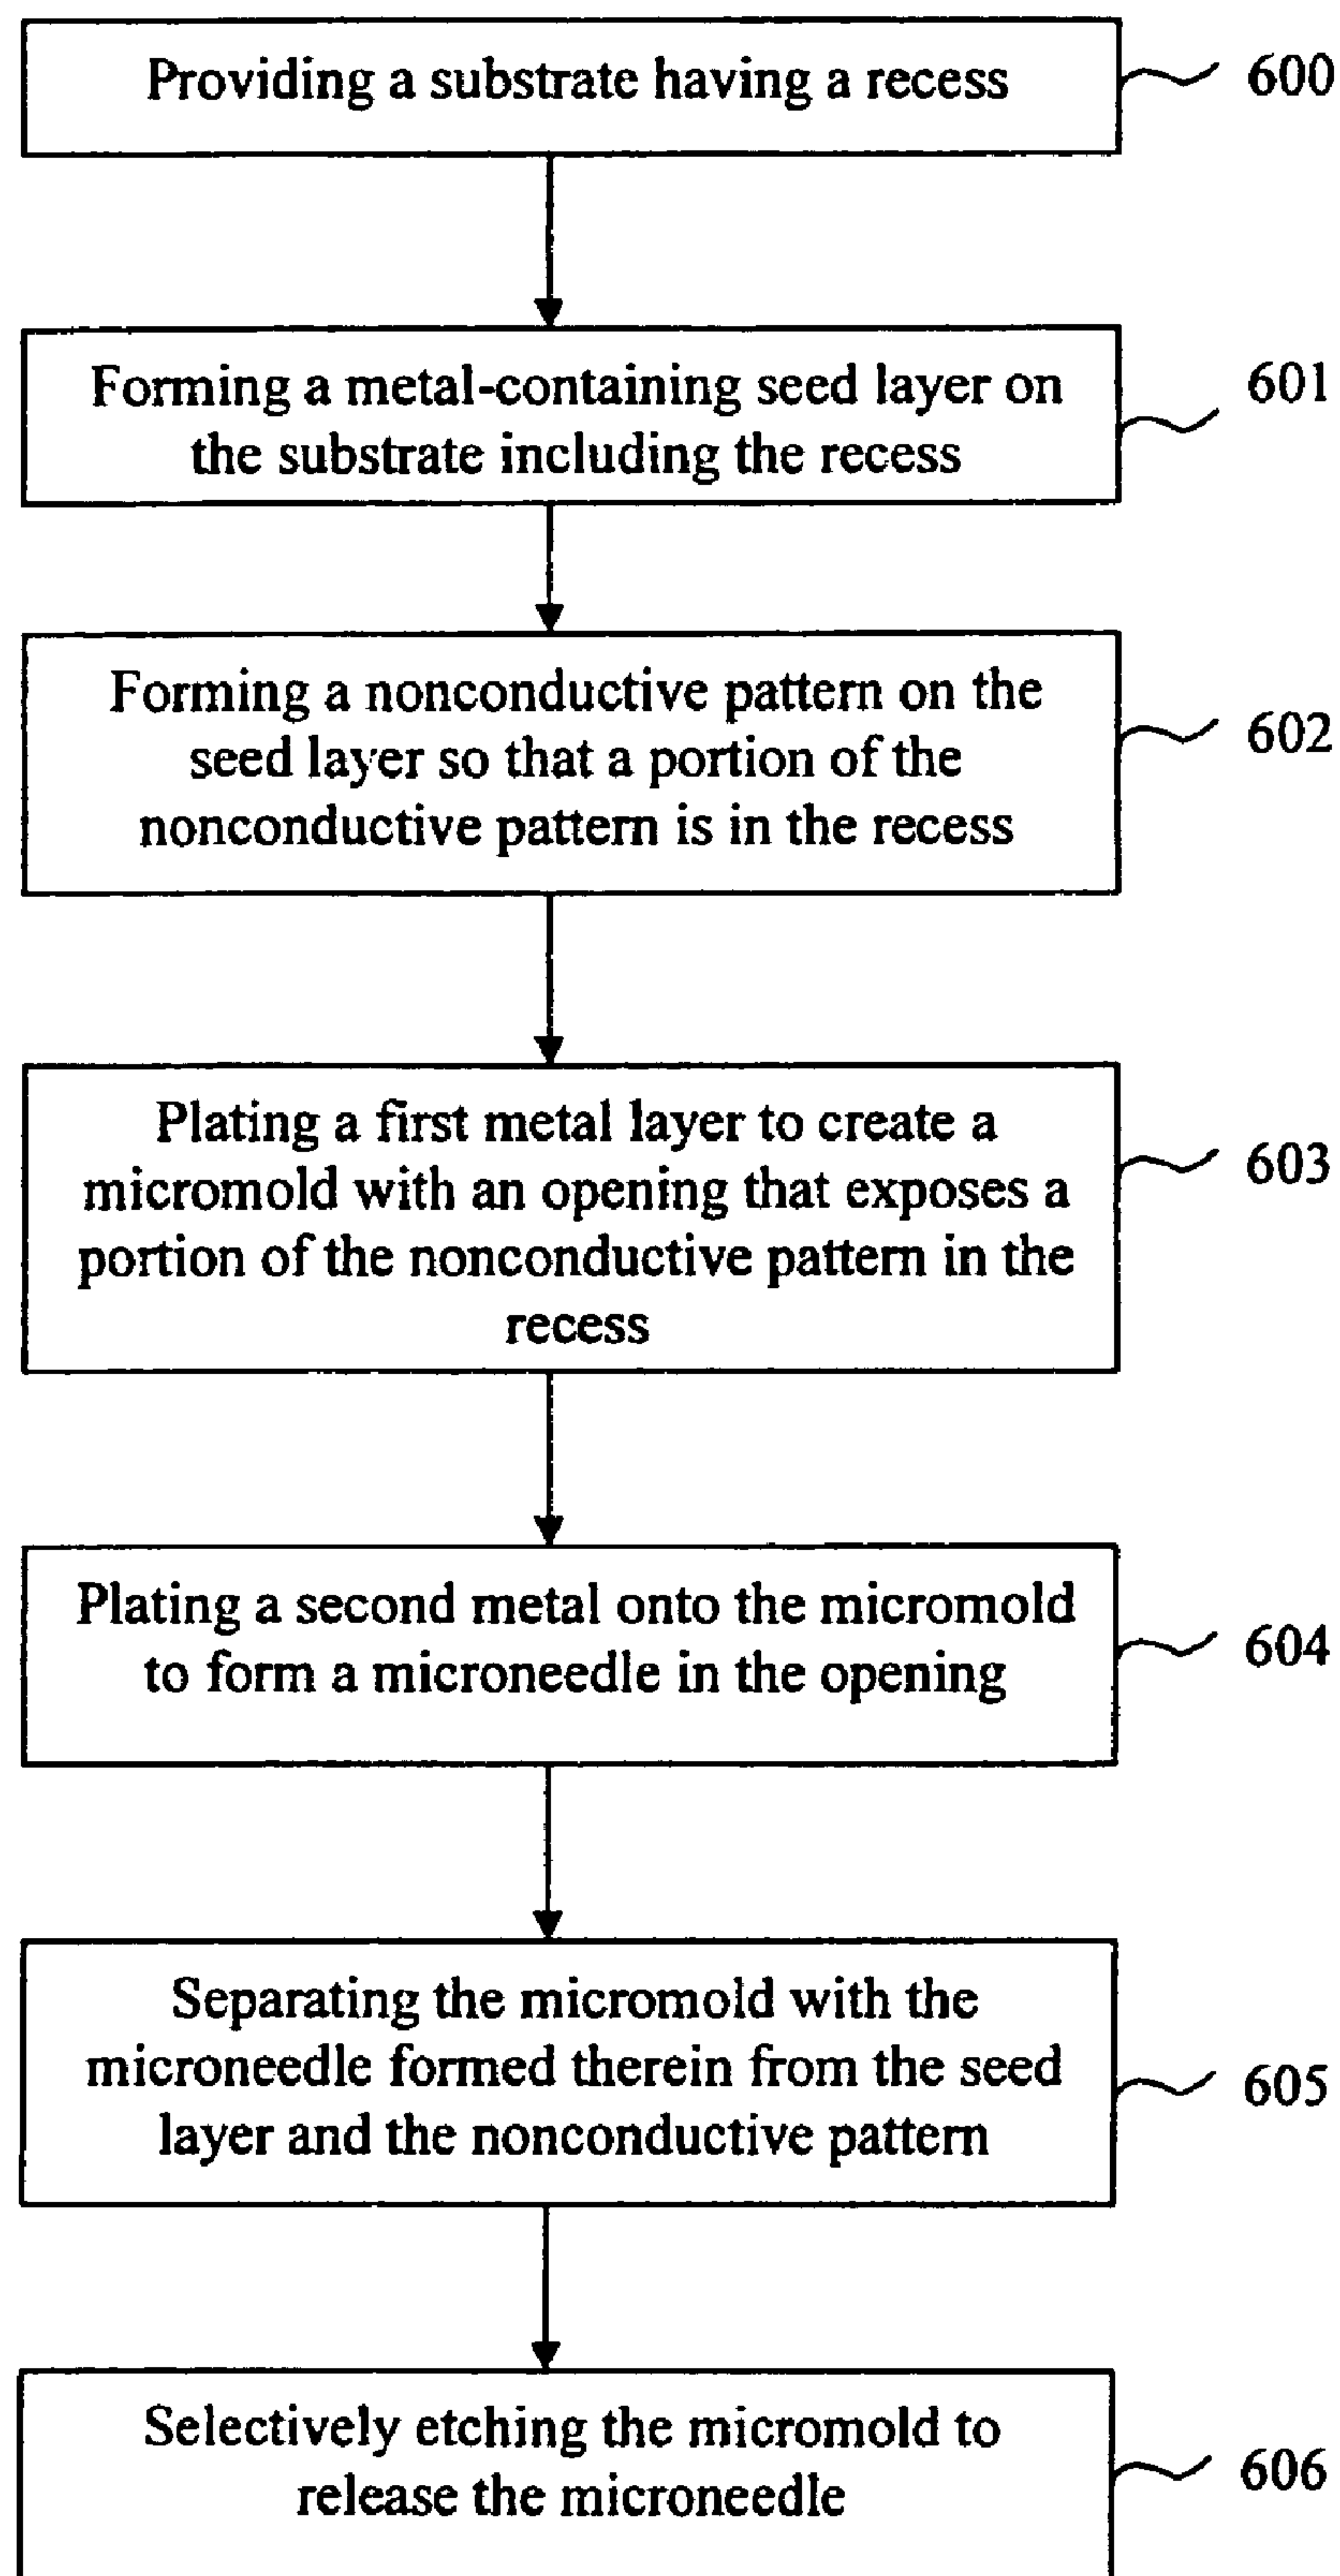 Providing a substrate having a recess
600
Forming a metal-containing seed layer on
the substrate including the recess
601
Forming a nonconductive pattern on the
seed layer so that a portion of the
nonconductive pattern is in the recess
602
Plating a first metal layer to create a
micromold with an opening that exposes a
portion of the nonconductive pattern in the
recess
603
Plating a second metal onto the micromold
to form a microneedle in the opening
604
Separating the micromold with the
microneedle formed therein from the seed
layer and the nonconductive pattern
605
Selectively etching the micromold to
release the microneedle
606